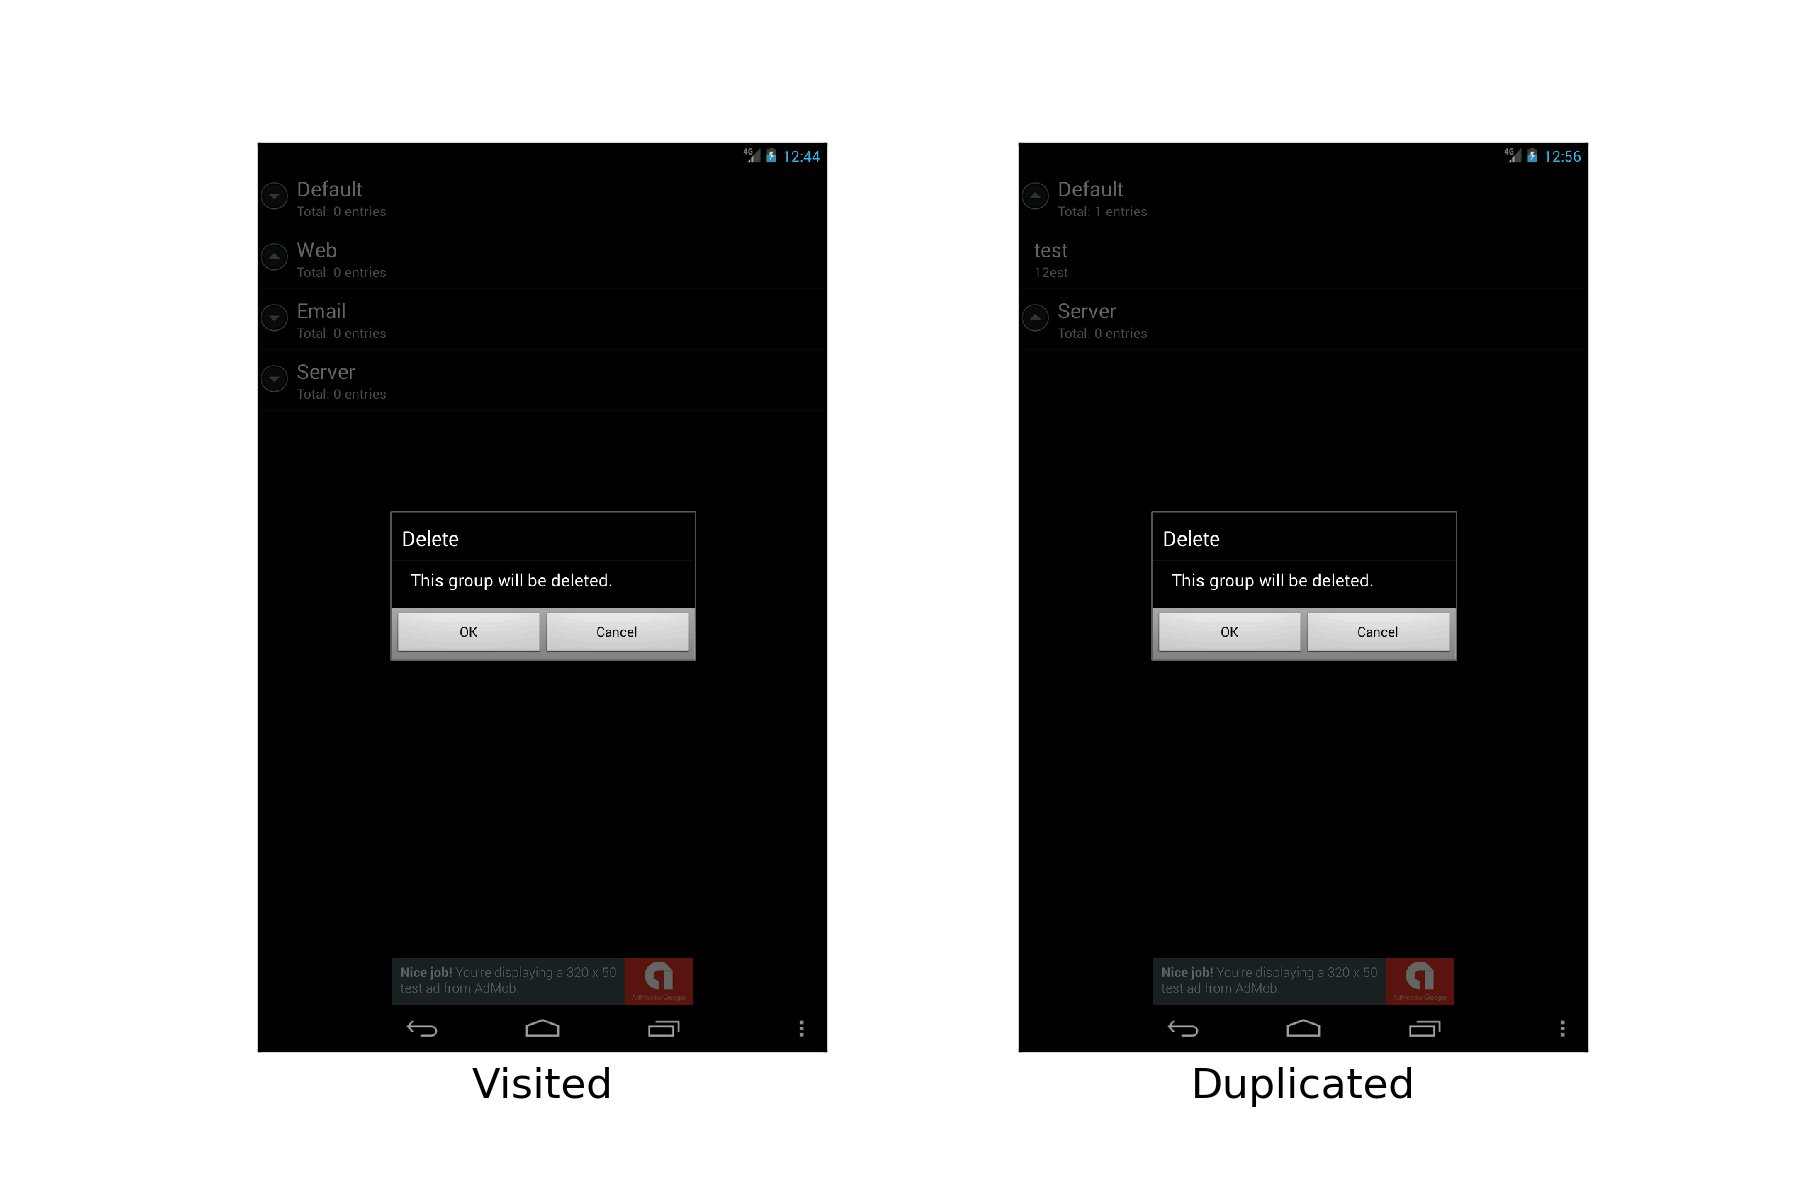 4G 12:44
Default
Total: 0 entries
Web
Total: 0 entries
Email
Total: 0 entries
Server
Total: 0 entries
Delete
This group will be deleted.
OK Cancel
Nice job! You're displaying a 320 x 50
test ad from AdMob.
AdMob by Google
Visited
4G 12:56
Default
Total: 1 entries
test
12est
Server
Total: 0 entries
Delete
This group will be deleted.
OK Cancel
Nice job! You're displaying a 320 x 50
test ad from AdMob.
AdMob by Google
Duplicated